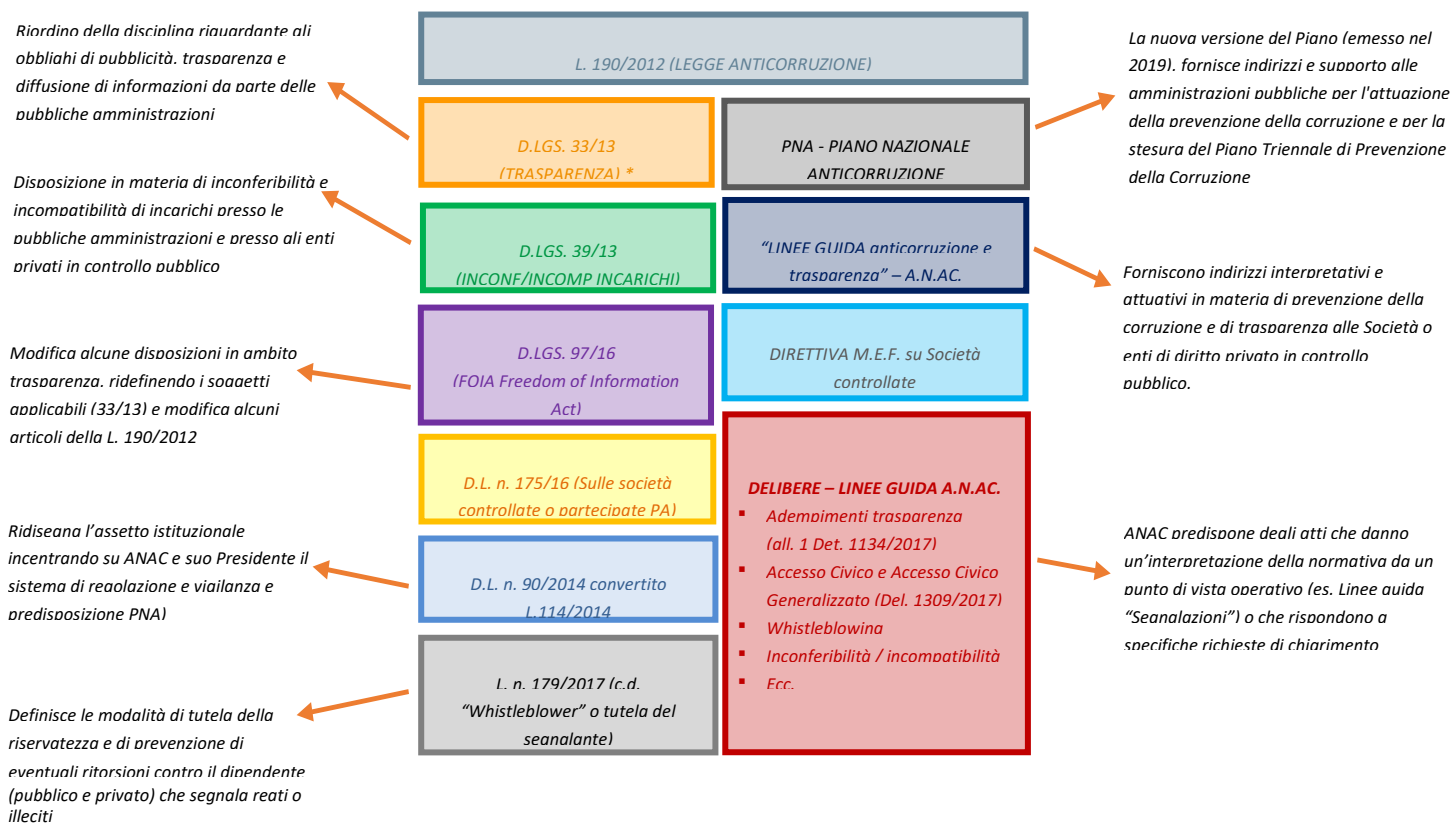 Riordino della disciplina riguardante gli
obblighi di pubblicità, trasparenza e
diffusione di informazioni da parte delle
pubbliche amministrazioni
Disposizione in materia di inconferibilità e
incompatibilità di incarichi presso le
pubbliche amministrazioni e presso gli enti
privati in controllo pubblico
Modifica alcune disposizioni in ambito
trasparenza, ridefinendo i soggetti
applicabili (33/13) e modifica alcuni
articoli della L. 190/2012
Ridisegna l’assetto istituzionale
incentrando su ANAC e suo Presidente il
sistema di regolazione e vigilanza e
predisposizione PNA)
Definisce le modalità di tutela della
riservatezza e di prevenzione di
eventuali ritorsioni contro il dipendente
(pubblico e privato) che segnala reati o
illeciti
L. 190/2012 (LEGGE ANTICORRUZIONE)
D.LGS. 33/13
(TRASPARENZA) *
D.LGS. 39/13
(INCONF/INCOMP INCARICHI)
D.LGS. 97/16
(FOIA Freedom of Information
Act)
D.L. n. 175/16 (Sulle società
controllate o partecipate PA)
D.L. n. 90/2014 convertito
L.114/2014
L. n. 179/2017 (c.d.
“Whistleblower” o tutela del
segnalante)
PNA - PIANO NAZIONALE
ANTICORRUZIONE
“LINEE GUIDA anticorruzione e
trasparenza” – A.N.AC.
DIRETTIVA M.E.F. su Società
controllate
DELIBERE – LINEE GUIDA A.N.AC.
▪ Adempimenti trasparenza
(all. 1 Det. 1134/2017)
▪ Accesso Civico e Accesso Civico
Generalizzato (Del. 1309/2017)
▪ Whistleblowing
▪ Inconferibilità / incompatibilità
▪ Ecc.
La nuova versione del Piano (emesso nel
2019), fornisce indirizzi e supporto alle
amministrazioni pubbliche per l'attuazione
della prevenzione della corruzione e per la
stesura del Piano Triennale di Prevenzione
della Corruzione
Forniscono indirizzi interpretativi e
attuativi in materia di prevenzione della
corruzione e di trasparenza alle Società o
enti di diritto privato in controllo
pubblico.
ANAC predispone degli atti che danno
un’interpretazione della normativa da un
punto di vista operativo (es. Linee guida
“Segnalazioni”) o che rispondono a
specifiche richieste di chiarimento